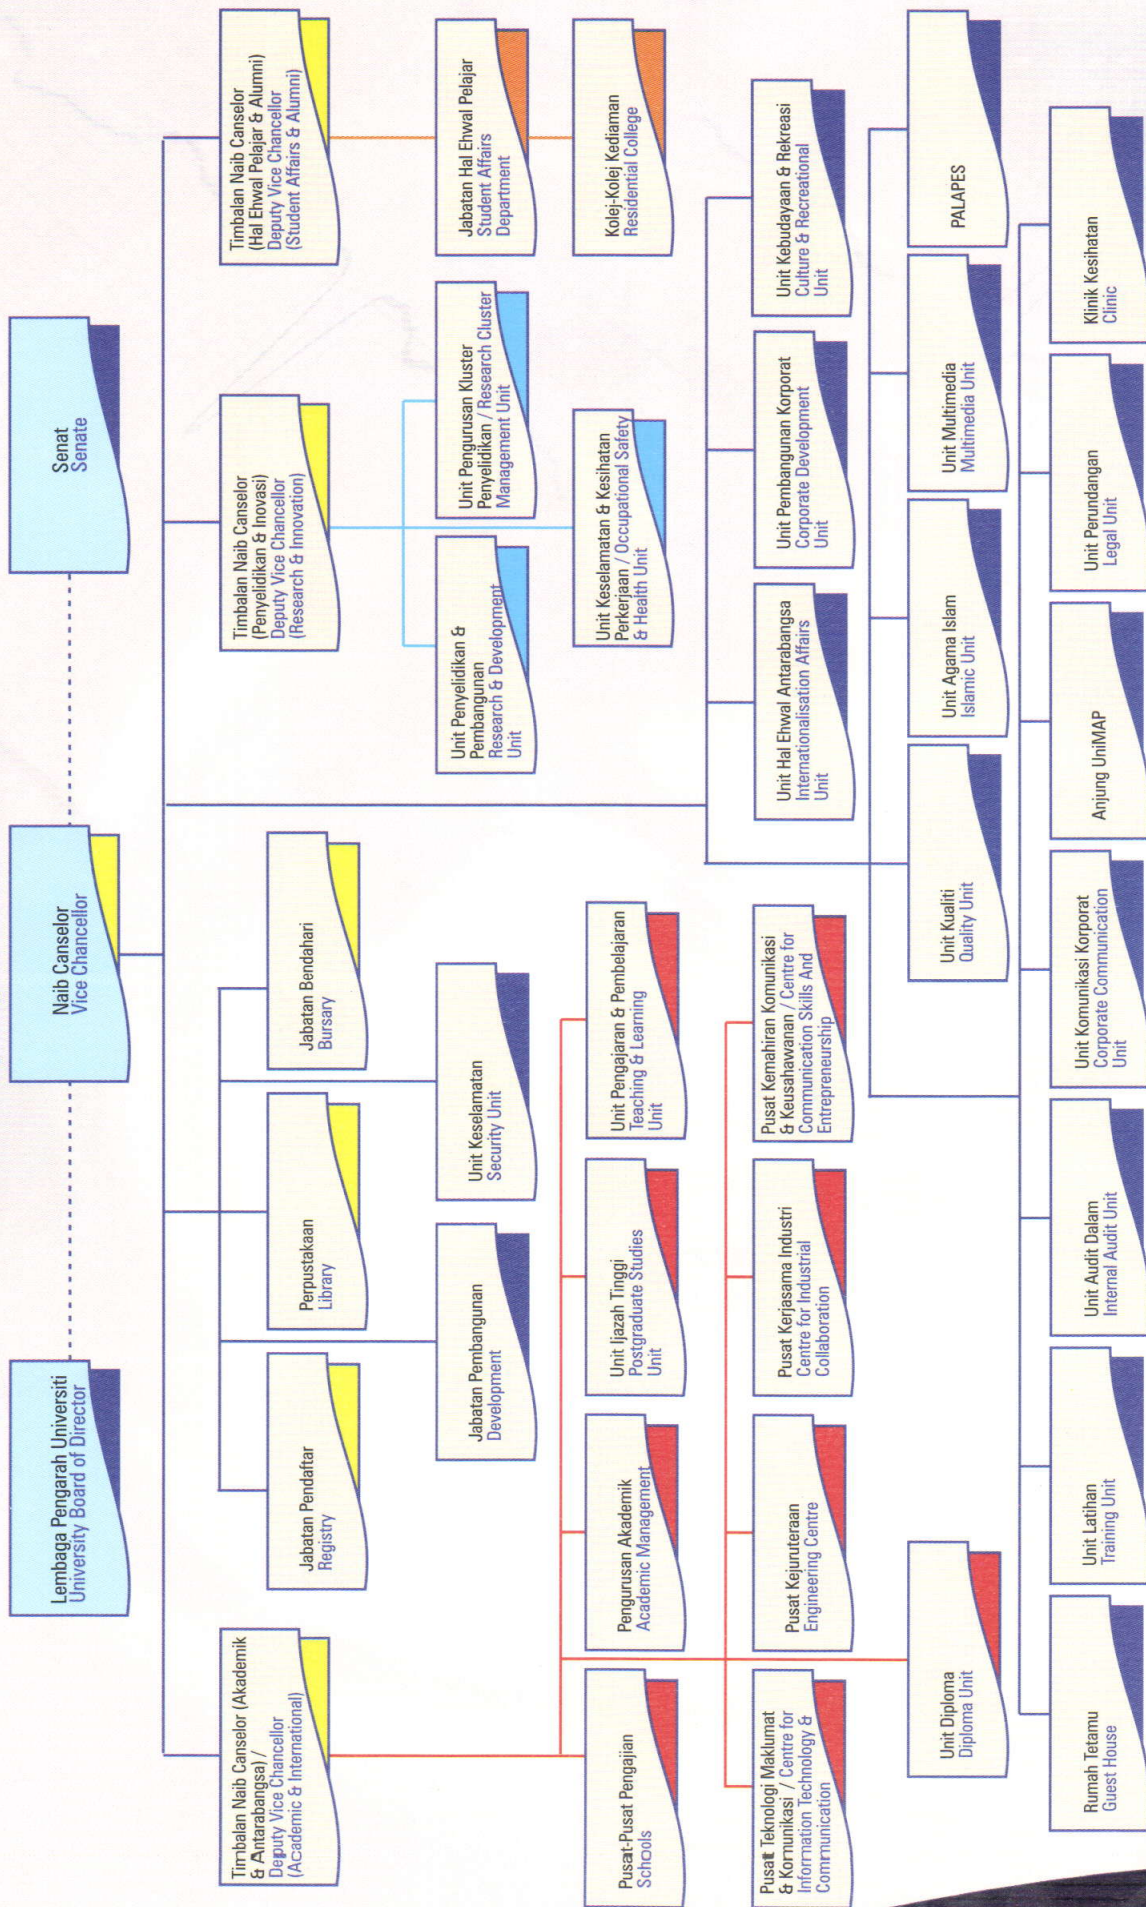 Lembaga Pengarah Universiti
University Board of Director
Naib Canselor
Vice Chancellor
Senat
Senate
Timbalan Naib Canselor (Akademik
& Antarabangsa) /
Deputy Vice Chancellor
(Academic & International)
Timbalan Naib Canselor
(Penyelidikan & Inovasi)
Deputy Vice Chancellor
(Research & Innovation)
Timbalan Naib Canselor
(Hal Ehwal Pelajar & Alumni)
Deputy Vice Chancellor
(Student Affairs & Alumni)
Jabatan Pendaftar
Registry
Perpustakaan
Library
Jabatan Bendahari
Bursary
Jabatan Pembangunan
Development
Unit Keselamatan
Security Unit
Unit Penyelidikan &
Pembangunan
Research & Development
Unit
Unit Pengurusan Kluster
Penyelidikan / Research Cluster
Management Unit
Jabatan Hal Ehwal Pelajar
Student Affairs
Department
Unit Keselamatan & Kesihatan
Perkerjaan / Occupational Safety
& Health Unit
Kolej-Kolej Kediaman
Residential College
Pusat-Pusat Pengajian
Schools
Pengurusan Akademik
Academic Management
Unit Ijazah Tinggi
Postgraduate Studies
Unit
Unit Pengajaran & Pembelajaran
Teaching & Learning
Unit
Pusat Teknologi Maklumat
& Komunikasi / Centre for
Information Technology &
Communication
Pusat Kejuruteraan
Engineering Centre
Pusat Kerjasama Industri
Centre for Industrial
Collaboration
Pusat Kemahiran Komunikasi
& Keusahawanan / Centre for
Communication Skills And
Entrepreneurship
Unit Hal Ehwal Antarabangsa
Internationalisation Affairs
Unit
Unit Pembangunan Korporat
Corporate Development
Unit
Unit Kebudayaan & Rekreasi
Culture & Recreational
Unit
Unit Diploma
Diploma Unit
Unit Kualiti
Quality Unit
Unit Agama Islam
Islamic Unit
Unit Multimedia
Multimedia Unit
PALAPES
Rumah Tetamu
Guest House
Unit Latihan
Training Unit
Unit Audit Dalam
Internal Audit Unit
Unit Komunikasi Korporat
Corporate Communication
Unit
Anjung UniMAP
Unit Perundangan
Legal Unit
Klinik Kesihatan
Clinic